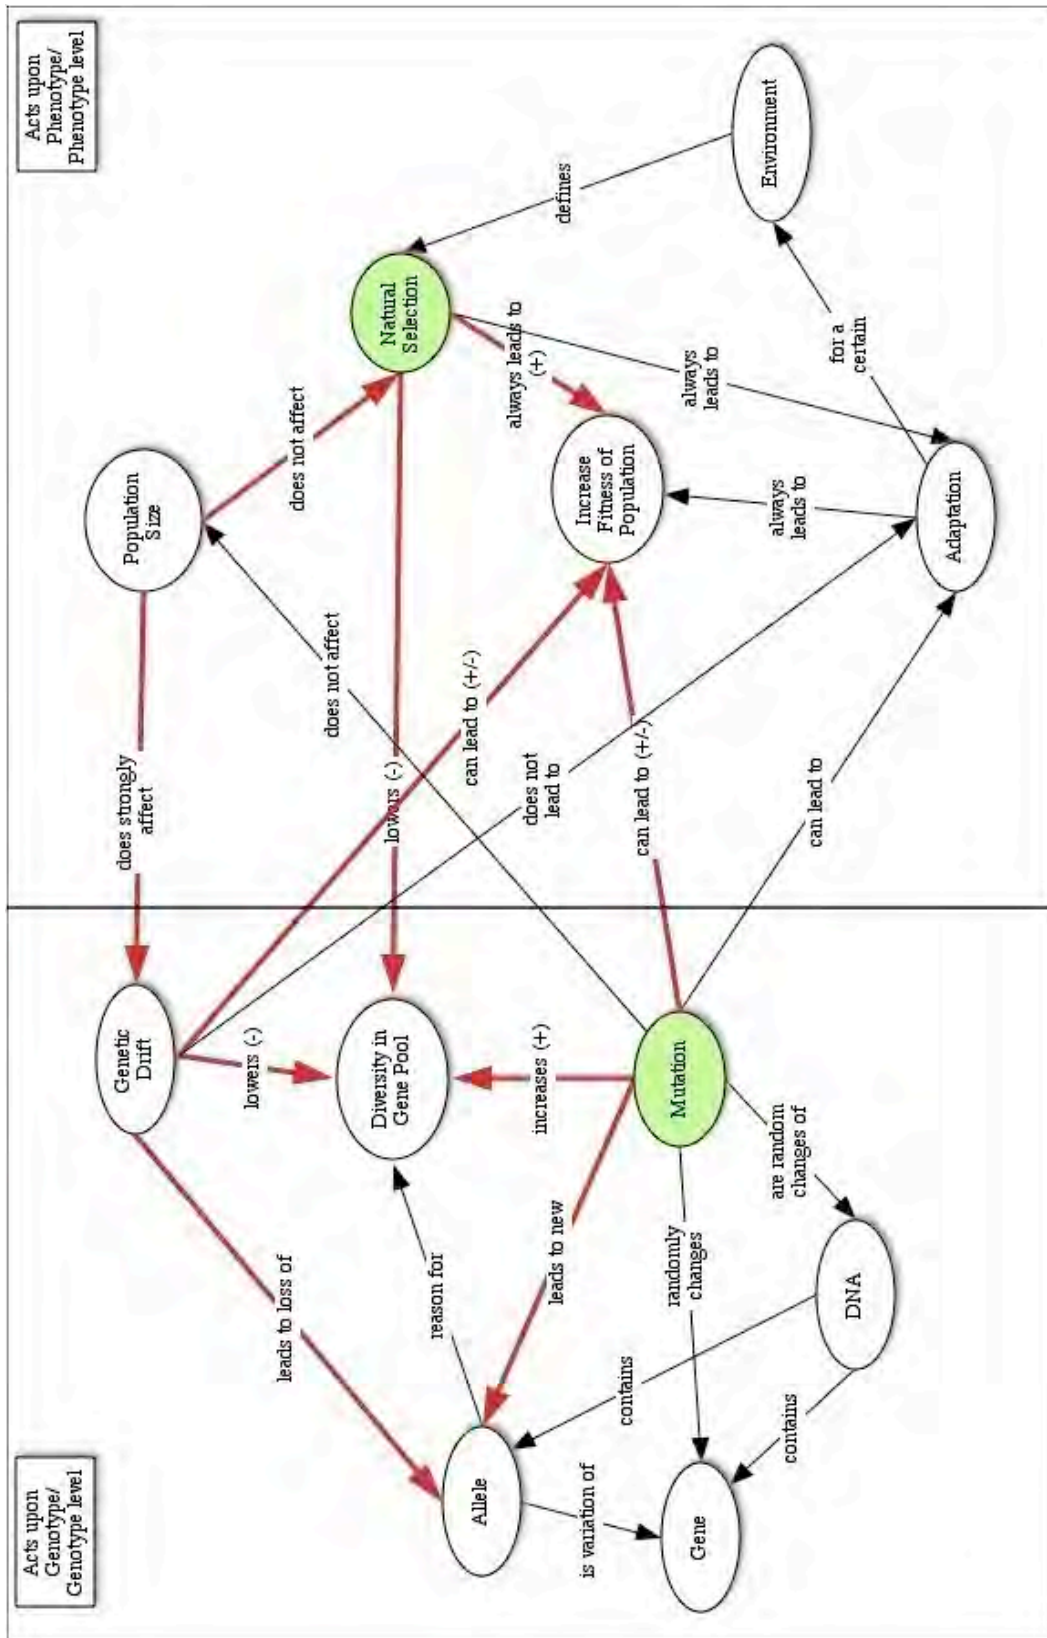 Acts upon
Genotype/
Genotype level
Acts upon
Phenotype/
Phenotype level
Genetic
Drift
does strongly
affect
Population
Size
does not affect
leads to loss of
lowers (-)
Diversity in
Gene Pool
lowers (-)
can lead to (+/-)
does not affect
Natural
Selection
defines
Allele
reason for
leads to new
increases (+)
does not
lead to
always leads to
(+)
Increase
Fitness of
Population
always
leads to
is variation of
contains
randomly
changes
Mutation
can lead to (+/-)
always
leads to
for a
certain
Environment
Gene
contains
DNA
are random
changes of
can lead to
Adaptation